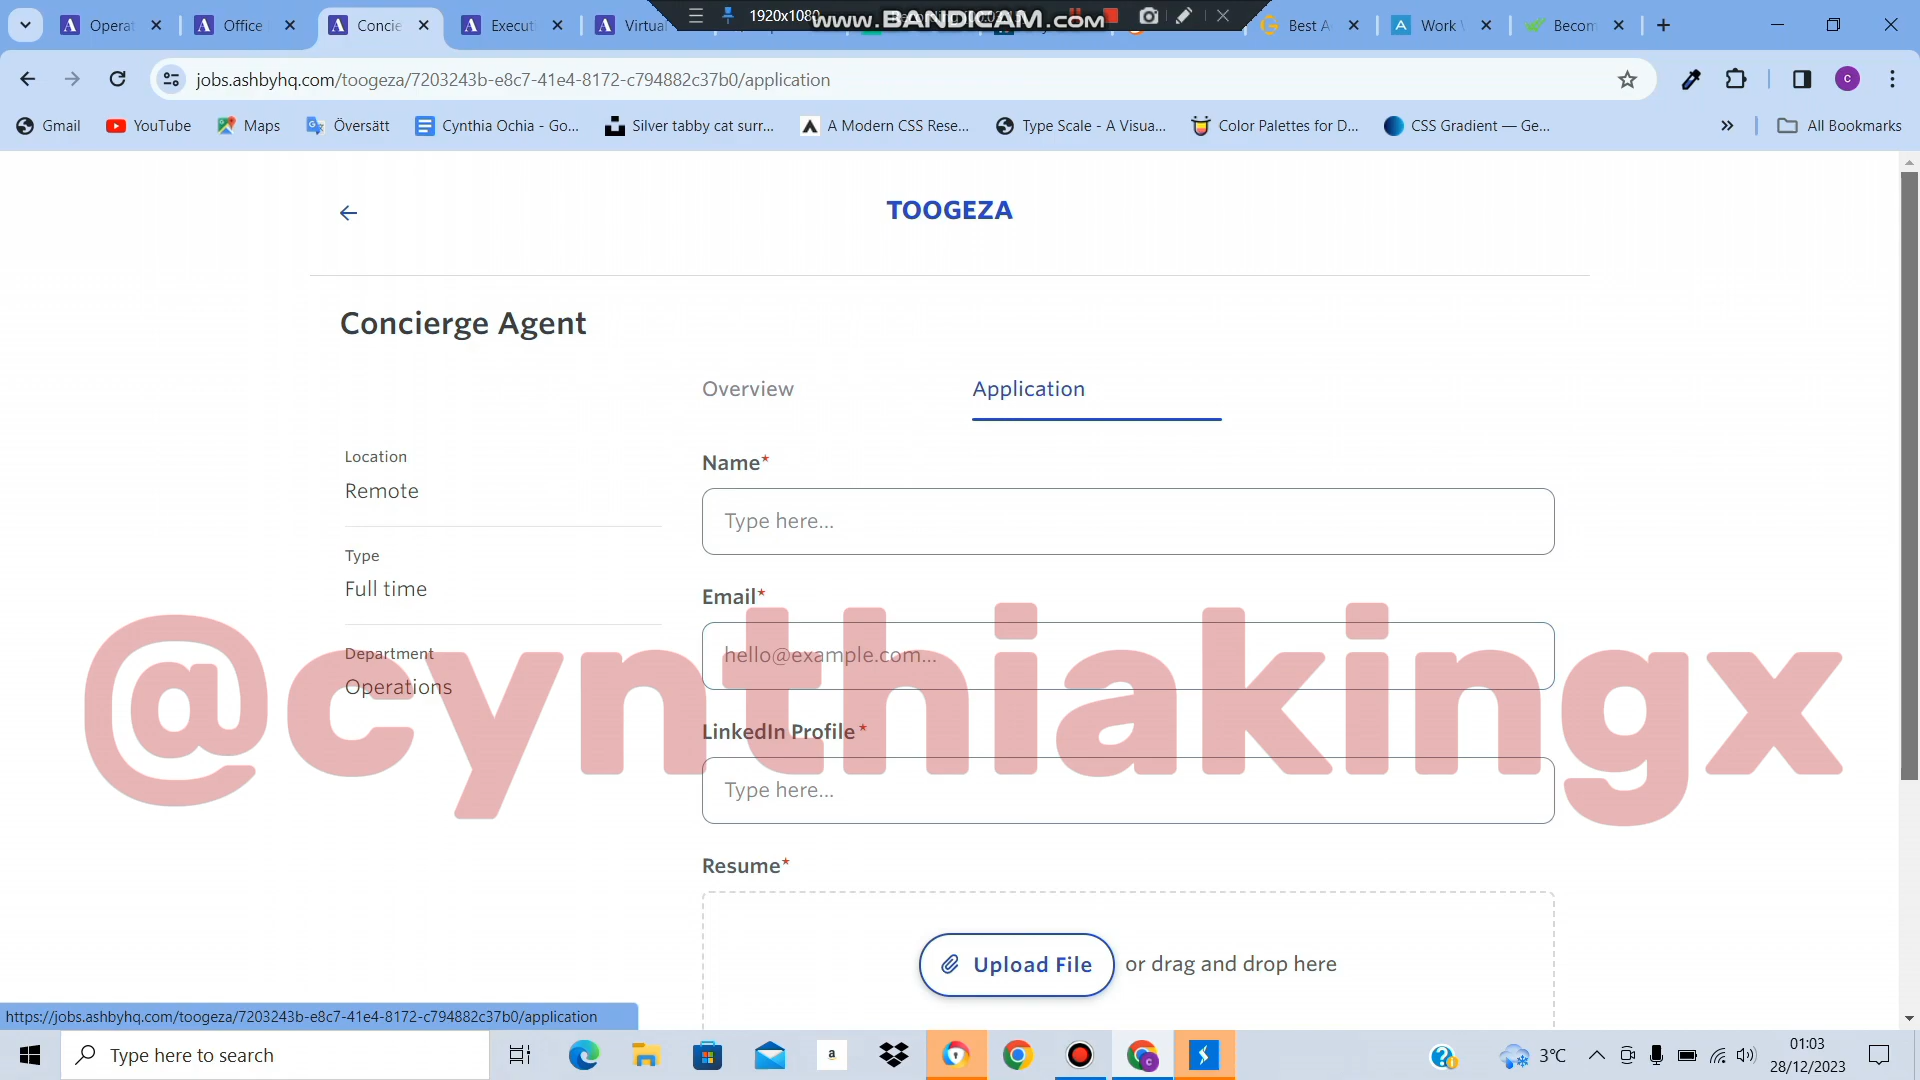 Operat
Office
Concie
Executi
Virtual
1920x1080
www.BANDICAM.com
Best A
Work
Becom
jobs.ashbyhq.com/toogeza/7203243b-e8c7-41e4-8172-c794882c37b0/application
Gmail
YouTube
Maps
Översätt
Cynthia Ochia - Go...
Silver tabby cat surr...
A Modern CSS Rese...
Type Scale - A Visua...
Color Palettes for D...
CSS Gradient — Ge...
All Bookmarks
TOOGEZA
Concierge Agent
Overview
Application
Location
Remote
Type
Full time
Department
Operations
Name*
Type here...
Email*
hello@example.com...
LinkedIn Profile *
Type here...
Resume*
Upload File
or drag and drop here
@cynthiakingx
https://jobs.ashbyhq.com/toogeza/7203243b-e8c7-41e4-8172-c794882c37b0/application
Type here to search
3°C
01:03
28/12/2023